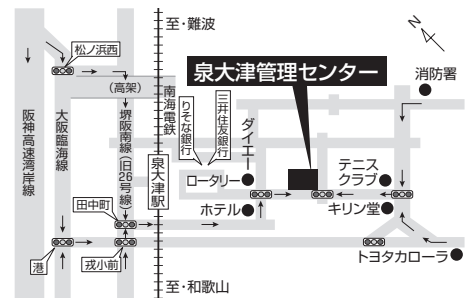 至・難波
松ノ浜西
泉大津管理センター
消防署
(高架)
南海電鉄
りそな銀行
三井住友銀行
ダイエー
阪神高速湾岸線
大阪臨海線
堺阪南線(旧26号線)
泉大津駅
ロータリー
テニス
クラブ
田中町
ホテル
キリン堂
港
戎小前
トヨタカローラ
至・和歌山
N